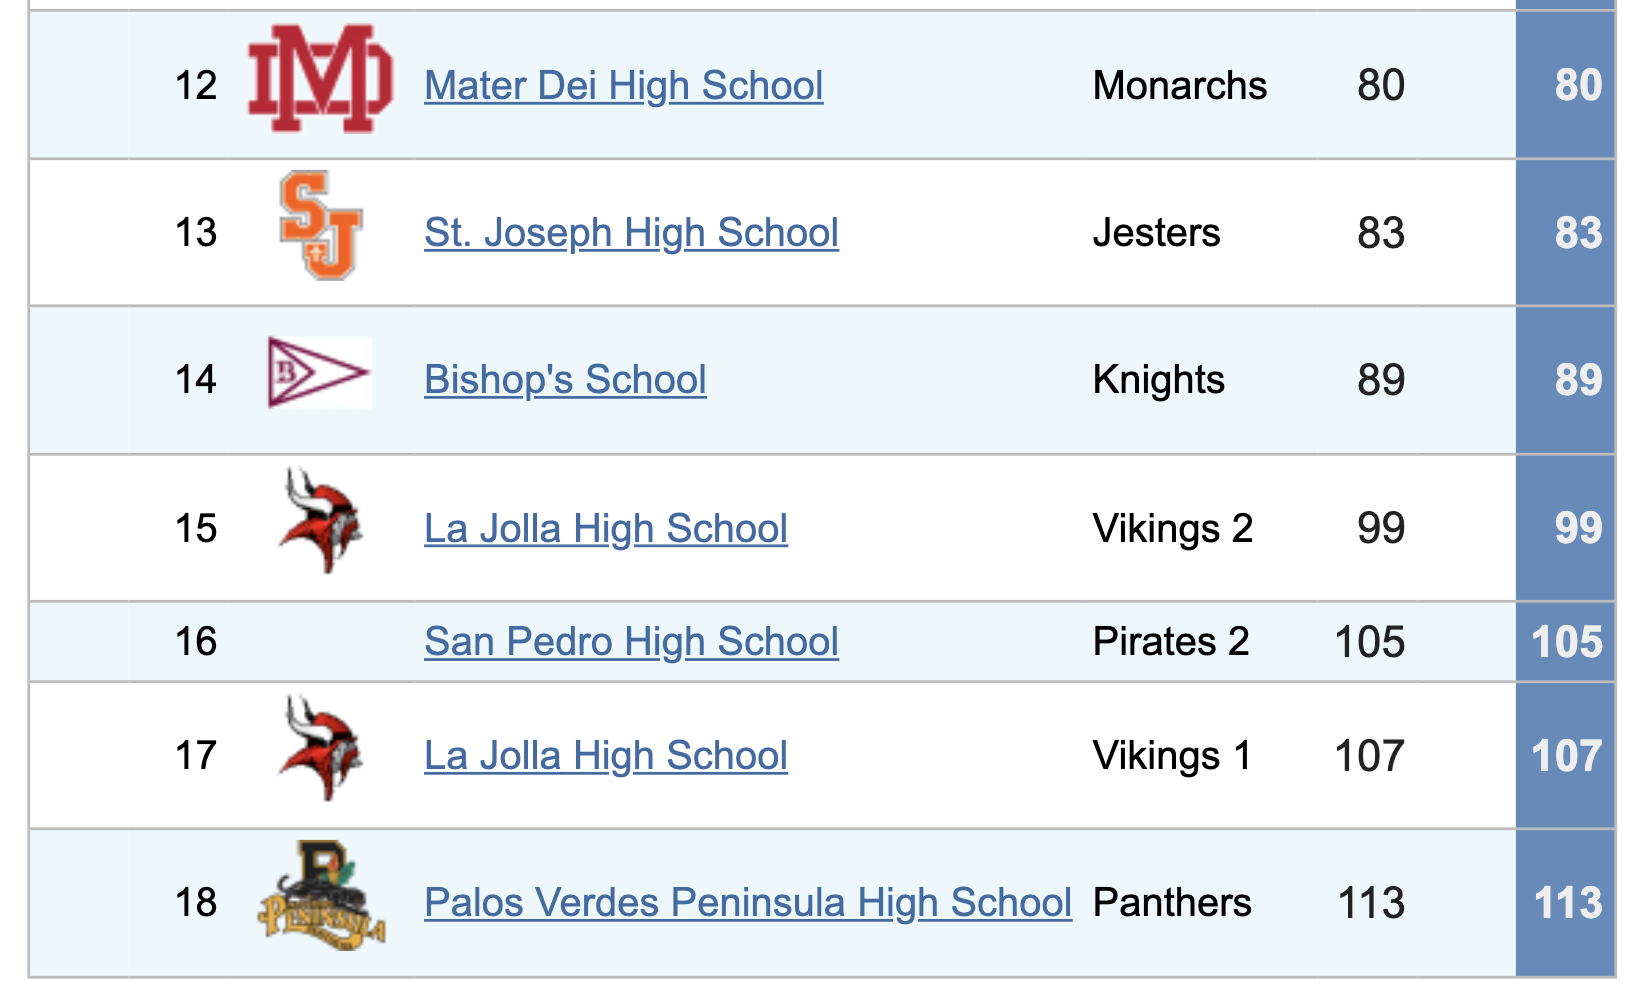 12 MD Mater Dei High School Monarchs 80 80
13 SJ St. Joseph High School Jesters 83 83
14 B Bishop's School Knights 89 89
15 La Jolla High School Vikings 2 99 99
16 San Pedro High School Pirates 2 105 105
17 La Jolla High School Vikings 1 107 107
18 P PENINSULA Palos Verdes Peninsula High School Panthers 113 113